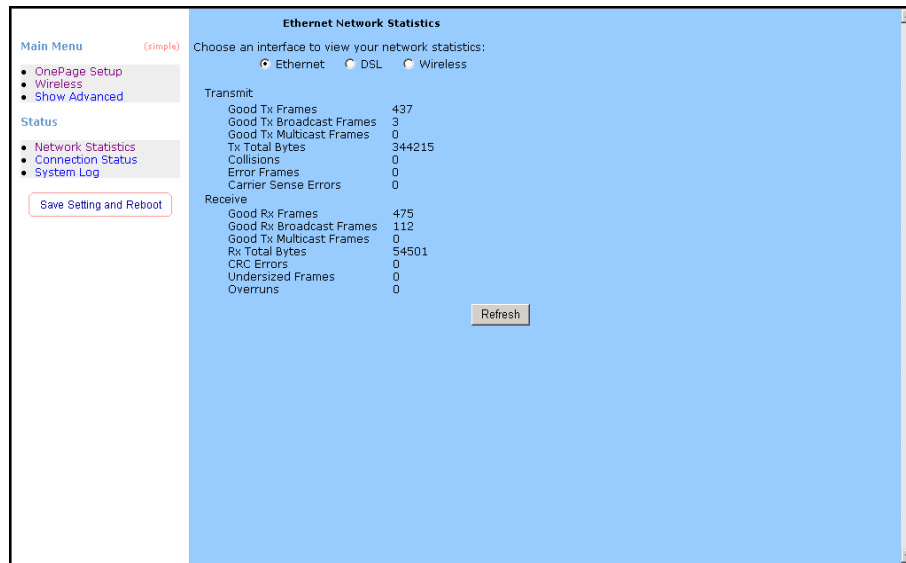 Ethernet Network Statistics
Main Menu (simple)
OnePage Setup
Wireless
Show Advanced
Status
Network Statistics
Connection Status
System Log
Save Setting and Reboot
Choose an interface to view your network statistics:
Ethernet DSL Wireless
Transmit
Good Tx Frames 437
Good Tx Broadcast Frames 3
Good Tx Multicast Frames 0
Tx Total Bytes 344215
Collisions 0
Error Frames 0
Carrier Sense Errors 0
Receive
Good Rx Frames 475
Good Rx Broadcast Frames 112
Good Tx Multicast Frames 0
Rx Total Bytes 54501
CRC Errors 0
Undersized Frames 0
Overruns 0
Refresh